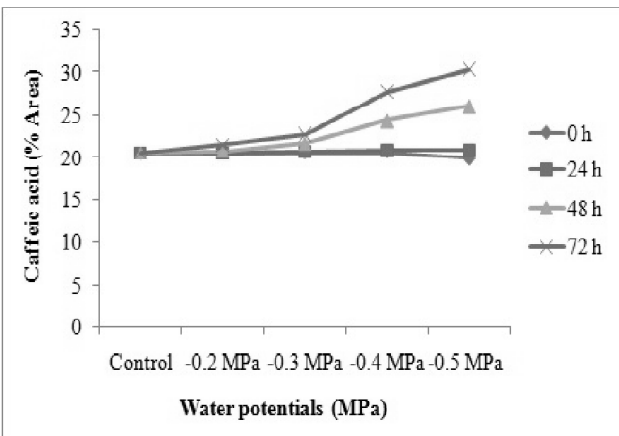 35
30
25
20
15
10
5
0
Caffeic acid (% Area)
Control -0.2 MPa -0.3 MPa -0.4 MPa -0.5 MPa
Water potentials (MPa)
0 h
24 h
48 h
72 h